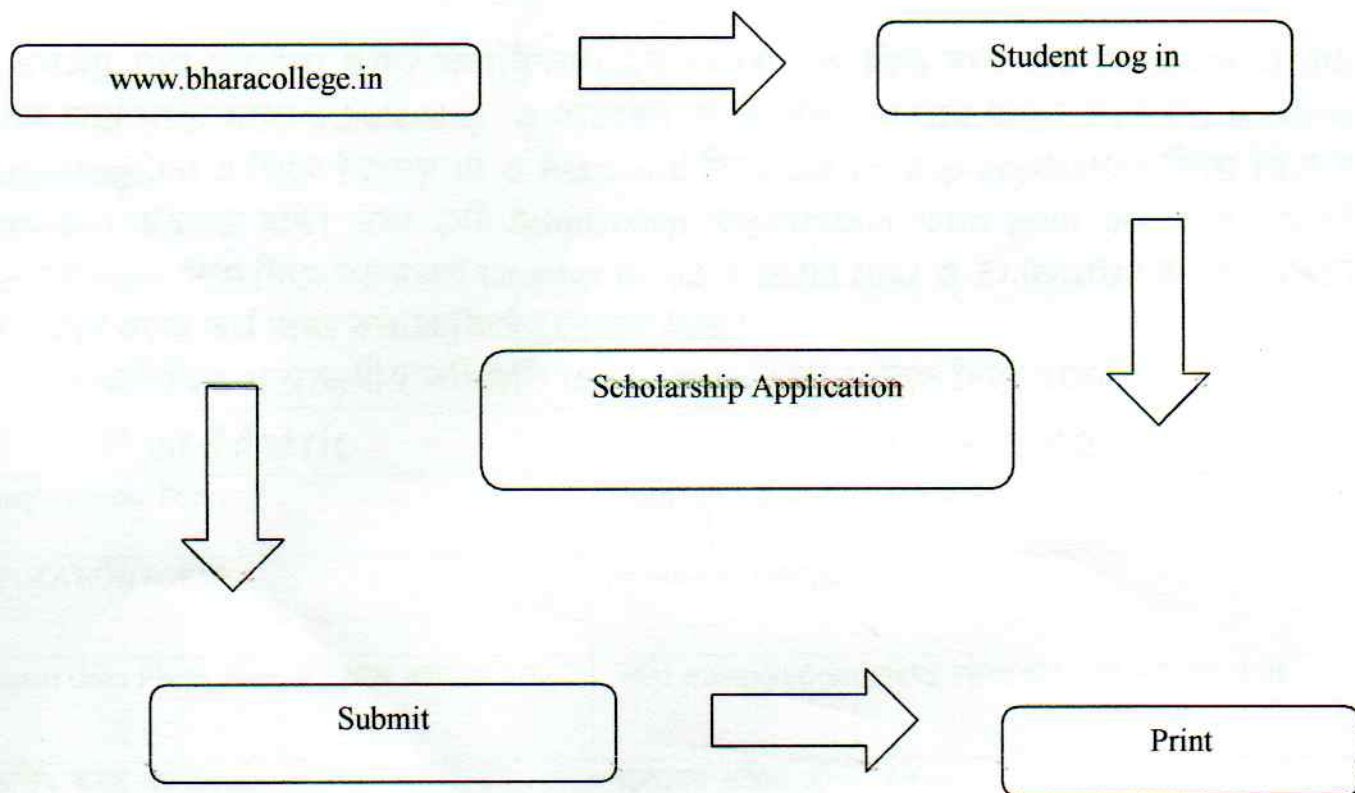 www.bharacollege.in
Student Log in
Scholarship Application
Submit
Print